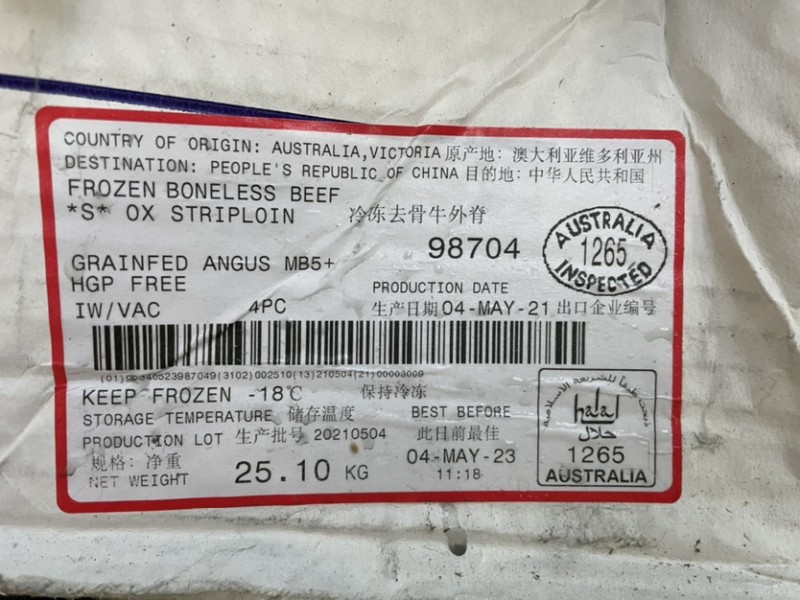 COUNTRY OF ORIGIN: AUSTRALIA,VICTORIA 原产地: 澳大利亚维多利亚州
DESTINATION: PEOPLE'S REPUBLIC OF CHINA 目的地: 中华人民共和国
FROZEN BONELESS BEEF
*S* OX STRIPLOIN 冷冻去骨牛外脊
98704
AUSTRALIA
1265
INSPECTED
GRAINFED ANGUS MB5+
HGP FREE
PRODUCTION DATE
IW/VAC 4PC 生产日期 04-MAY-21 出口企业编号
(3102)002510(13)210504(21)00003009
KEEP FROZEN -18℃ 保持冷冻
STORAGE TEMPERATURE 储存温度 BEST BEFORE
PRODUCTION LOT 生产批号 20210504 此日前最佳
规格: 净重
NET WEIGHT 25.10 KG
04-MAY-23
11:18
halal
حلال
1265
AUSTRALIA